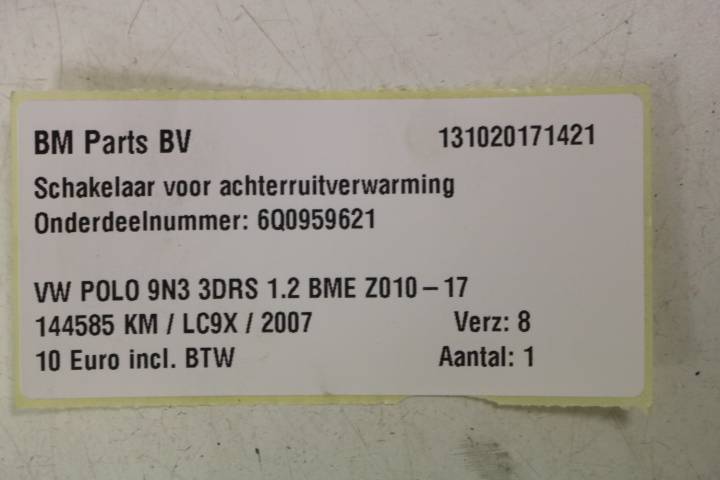 BM Parts BV 131020171421
Schakelaar voor achterruitverwarming
Onderdeelnummer: 6Q0959621
VW POLO 9N3 3DRS 1.2 BME Z010-17
144585 KM / LC9X / 2007 Verz: 8
10 Euro incl. BTW Aantal: 1